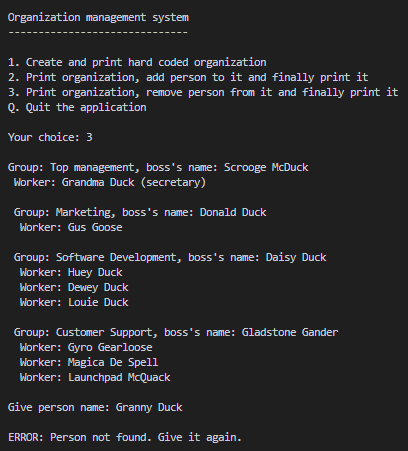 Organization management system
------------------------------
1. Create and print hard coded organization
2. Print organization, add person to it and finally print it
3. Print organization, remove person from it and finally print it
Q. Quit the application
Your choice: 3
Group: Top management, boss's name: Scrooge McDuck
Worker: Grandma Duck (secretary)
Group: Marketing, boss's name: Donald Duck
Worker: Gus Goose
Group: Software Development, boss's name: Daisy Duck
Worker: Huey Duck
Worker: Dewey Duck
Worker: Louie Duck
Group: Customer Support, boss's name: Gladstone Gander
Worker: Gyro Gearloose
Worker: Magica De Spell
Worker: Launchpad McQuack
Give person name: Granny Duck
ERROR: Person not found. Give it again.